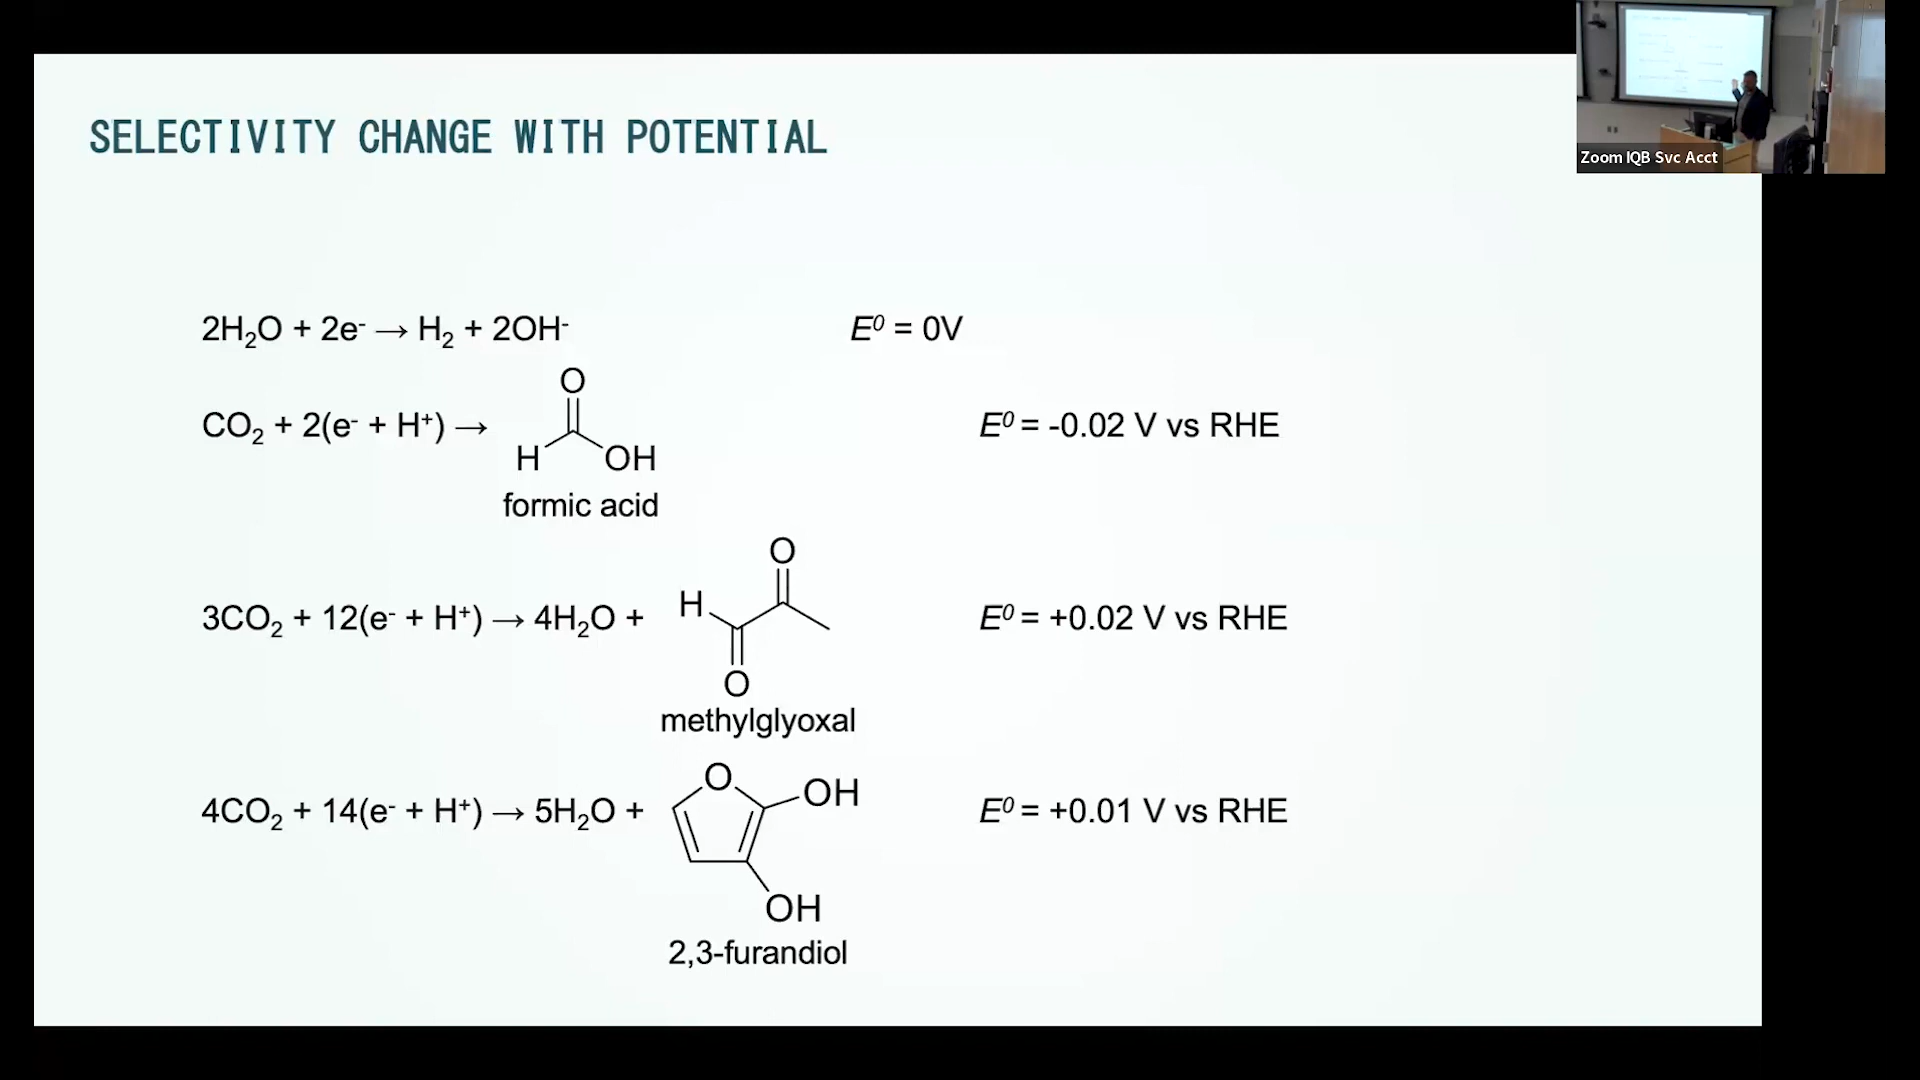 Zoom IQB Svc Acct
SELECTIVITY CHANGE WITH POTENTIAL
2H₂O + 2e⁻ → H₂ + 2OH⁻ E⁰ = 0V
CO₂ + 2(e⁻ + H⁺) → E⁰ = -0.02 V vs RHE
O
H OH
formic acid
3CO₂ + 12(e⁻ + H⁺) → 4H₂O + E⁰ = +0.02 V vs RHE
O
H
O
methylglyoxal
4CO₂ + 14(e⁻ + H⁺) → 5H₂O + E⁰ = +0.01 V vs RHE
O OH
OH
2,3-furandiol